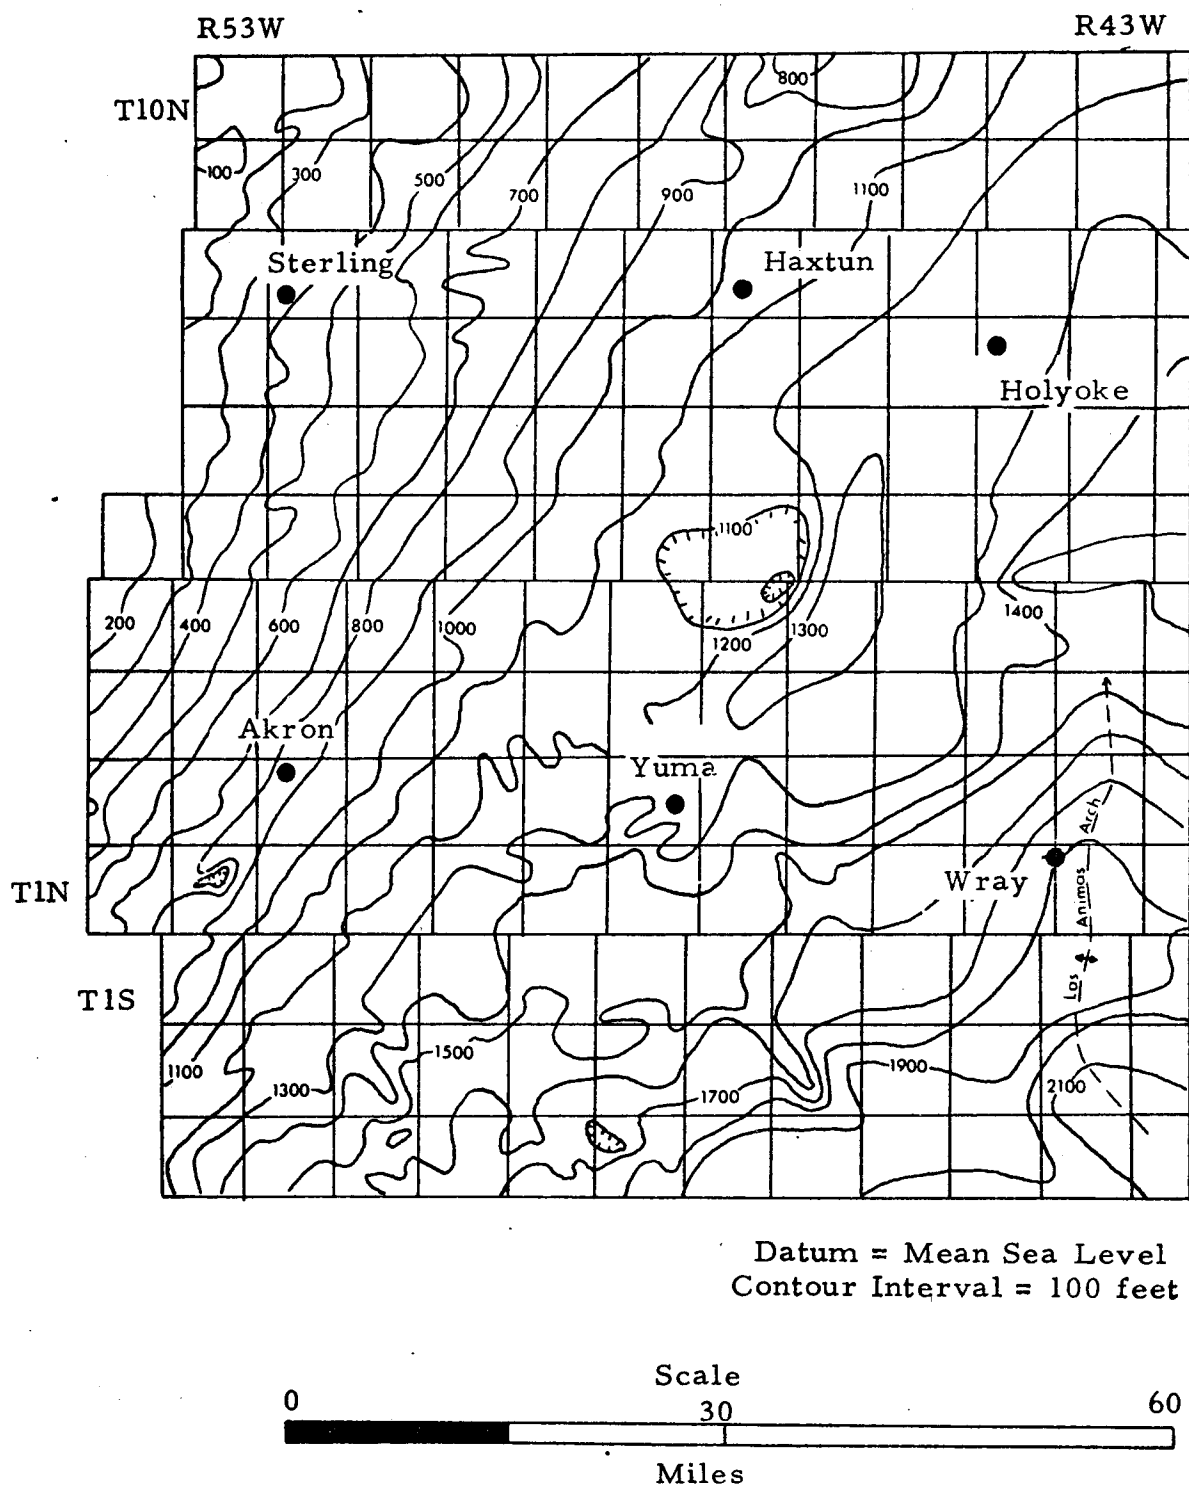 R53W R43W
T10N
800
100 300 500 700 900 1100
Sterling Haxtun
Holyoke
1100
200 400 600 800 1000 1200 1300 1400
Akron
Yuma
Wray
Los Animas Arch
T1N
T1S
1100 1300 1500 1700 1900 2100
Datum = Mean Sea Level
Contour Interval = 100 feet
Scale
0 30 60
Miles